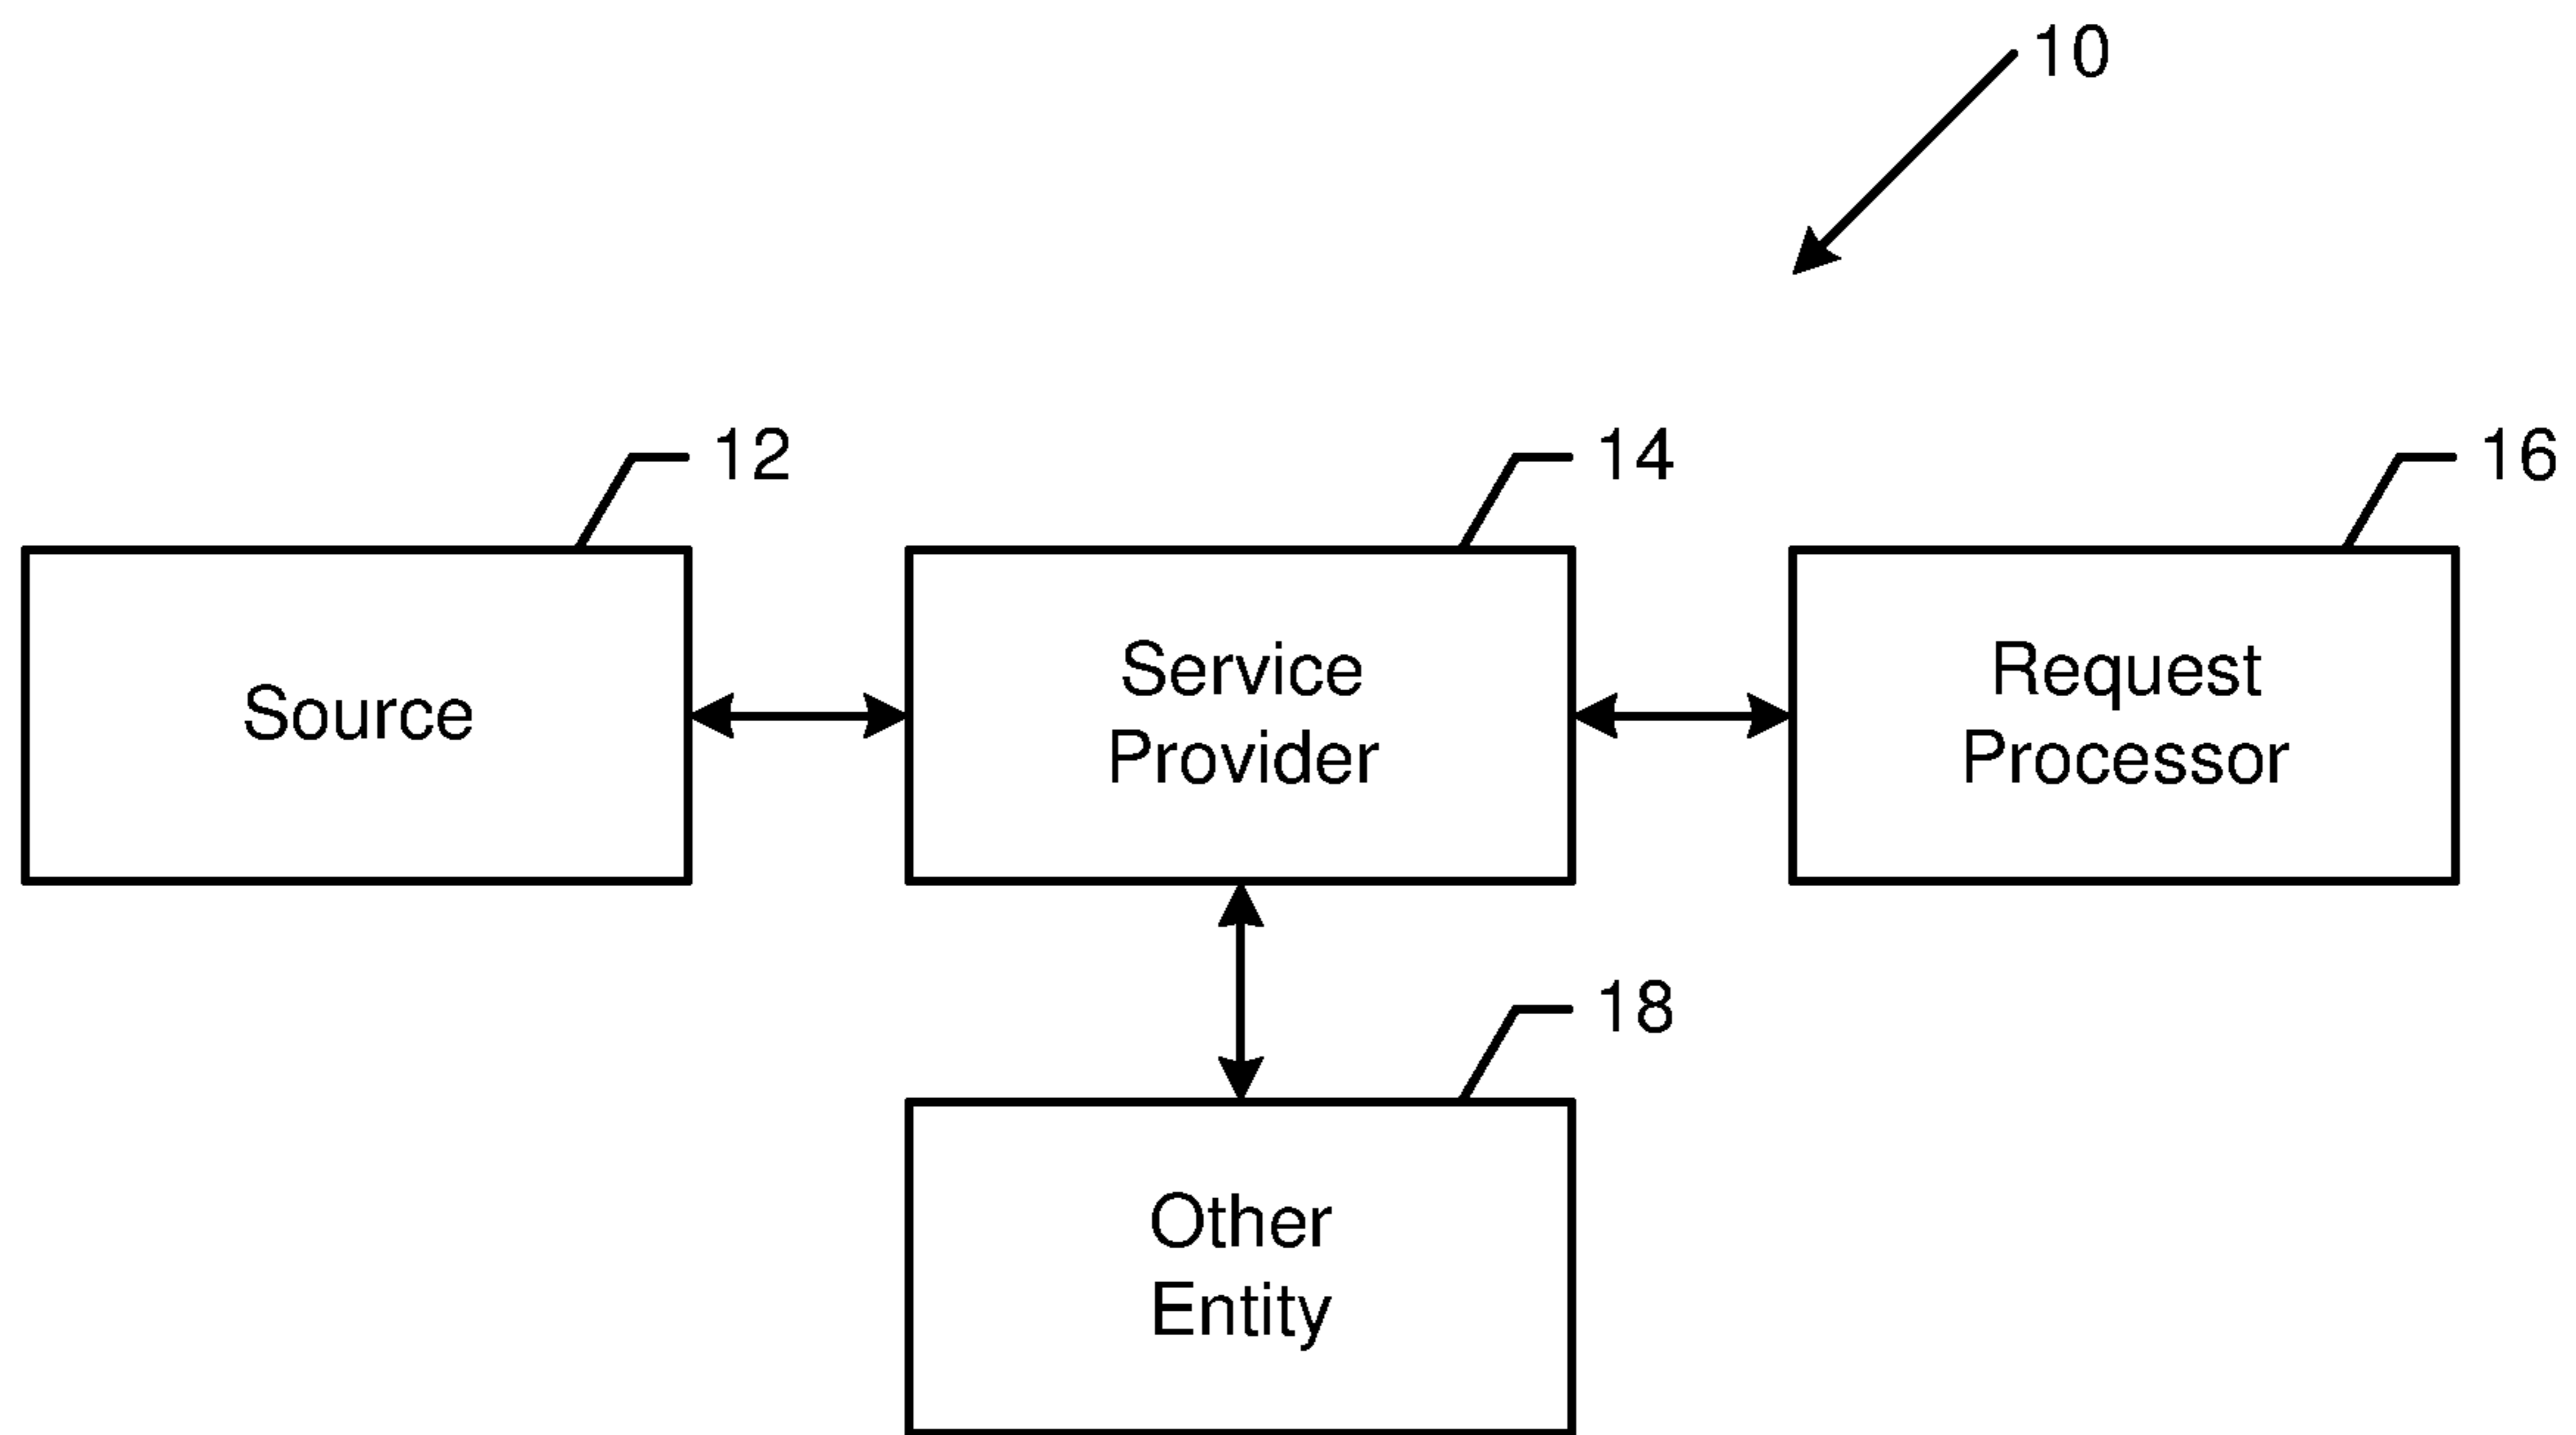 10
12
14
16
Source
Service
Provider
Request
Processor
18
Other
Entity